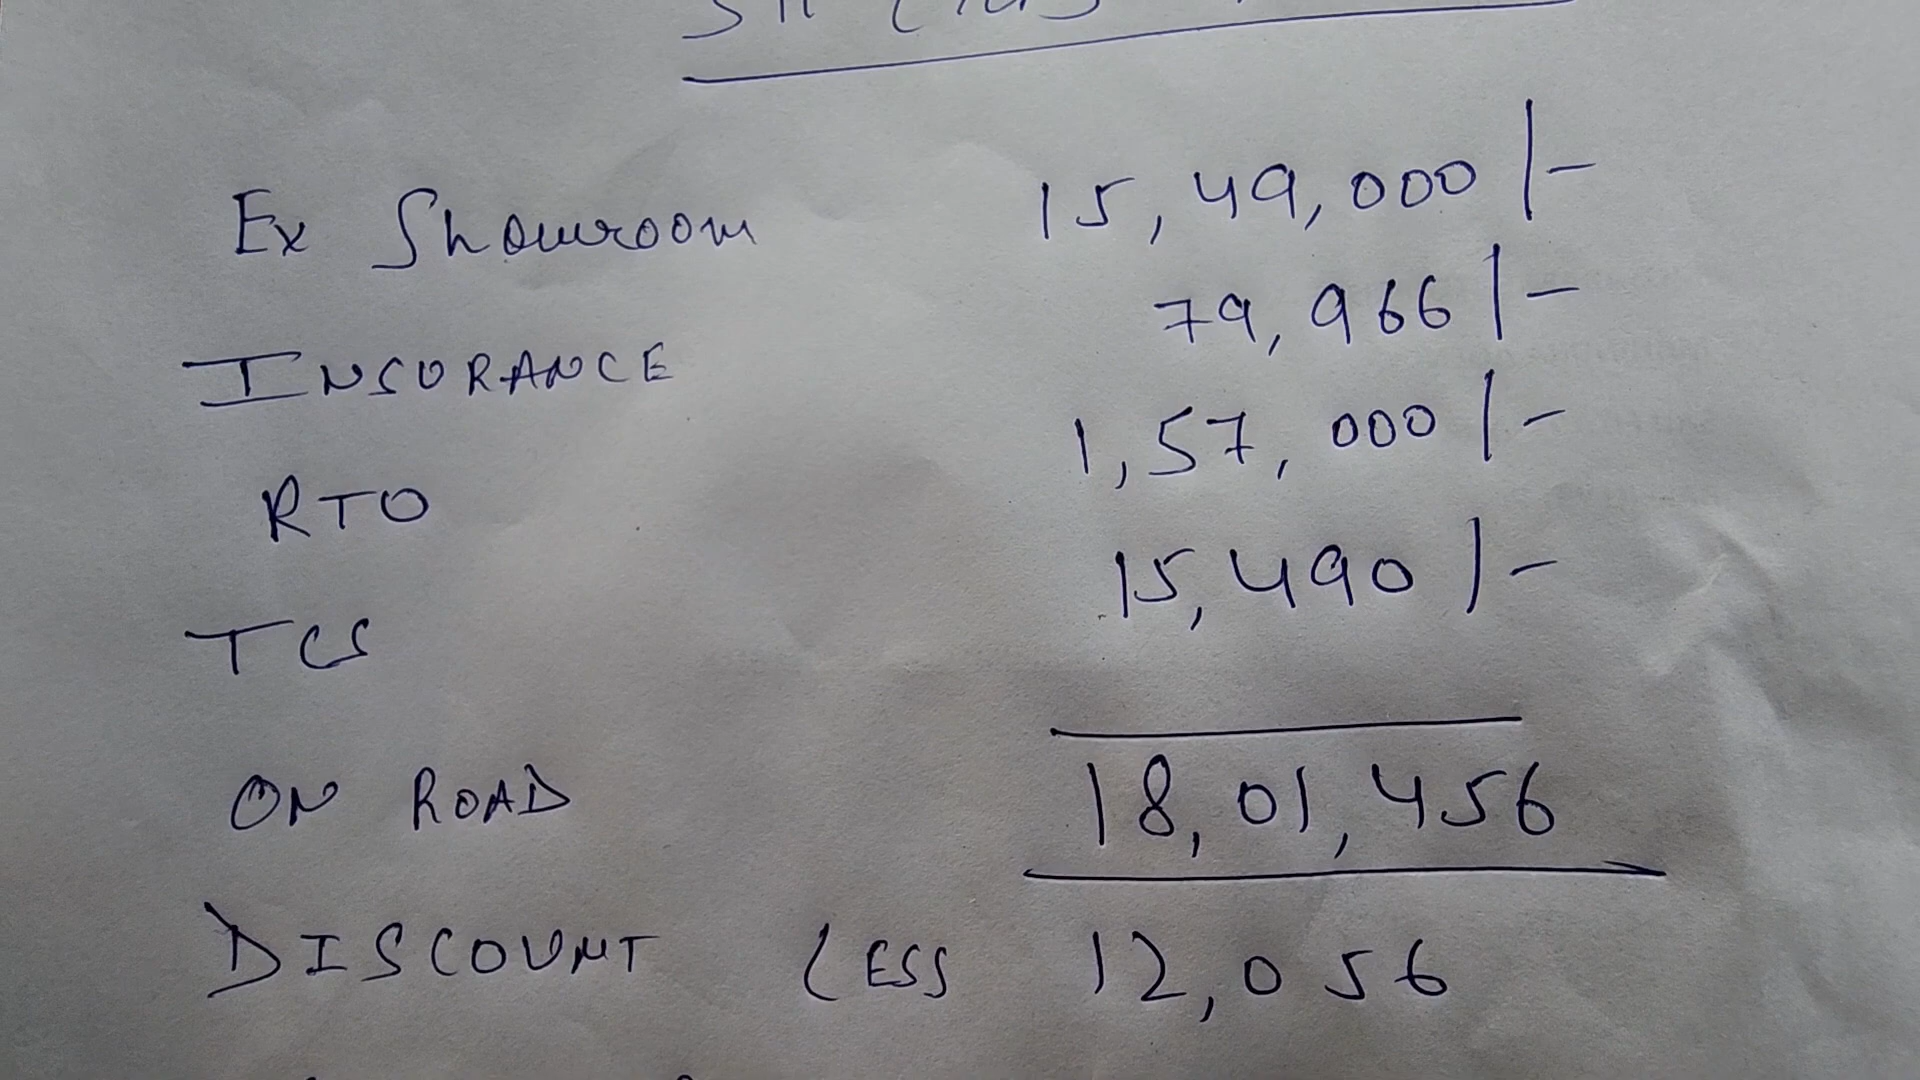 Ex Showroom 15,49,000/-
INSURANCE 79,966/-
RTO 1,57,000/-
TCS 15,490/-
ON ROAD 18,01,456
DISCOUNT LESS 12,056